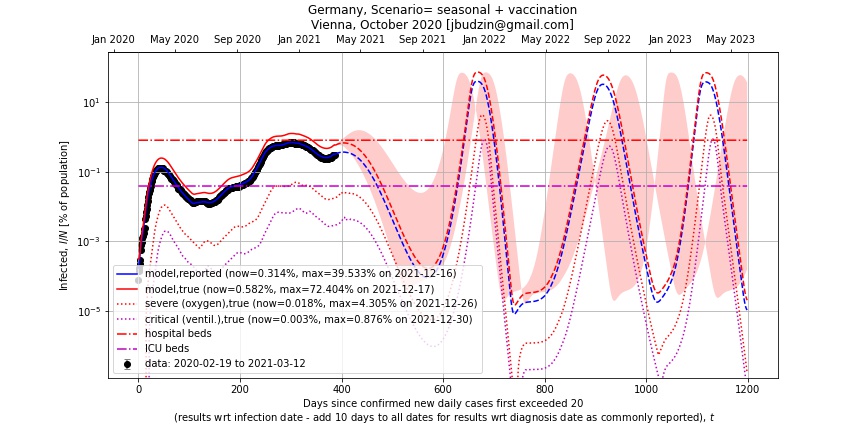 Germany, Scenario= seasonal + vaccination
Vienna, October 2020 [jbudzin@gmail.com]
Jan 2020 May 2020 Sep 2020 Jan 2021 May 2021 Sep 2021 Jan 2022 May 2022 Sep 2022 Jan 2023 May 2023
Infected, I/N [% of population]
10¹
10⁻¹
10⁻³
10⁻⁵
model,reported (now=0.314%, max=39.533% on 2021-12-16)
model,true (now=0.582%, max=72.404% on 2021-12-17)
severe (oxygen),true (now=0.018%, max=4.305% on 2021-12-26)
critical (ventil.),true (now=0.003%, max=0.876% on 2021-12-30)
hospital beds
ICU beds
data: 2020-02-19 to 2021-03-12
0 200 400 600 800 1000 1200
Days since confirmed new daily cases first exceeded 20
(results wrt infection date - add 10 days to all dates for results wrt diagnosis date as commonly reported), t